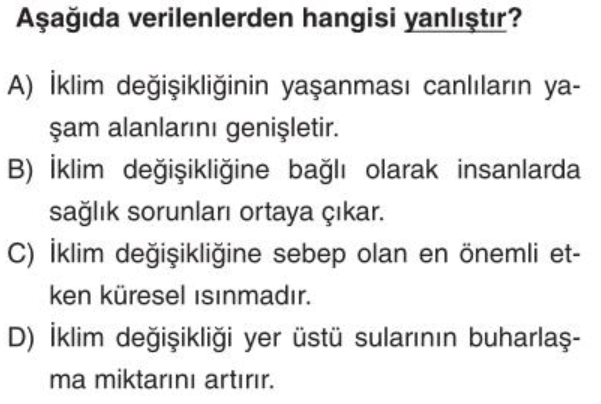 Aşağıda verilenlerden hangisi yanlıştır?
A) İklim değişikliğinin yaşanması canlıların ya-
şam alanlarını genişletir.
B) İklim değişikliğine bağlı olarak insanlarda
sağlık sorunları ortaya çıkar.
C) İklim değişikliğine sebep olan en önemli et-
ken küresel ısınmadır.
D) İklim değişikliği yer üstü sularının buharlaş-
ma miktarını artırır.